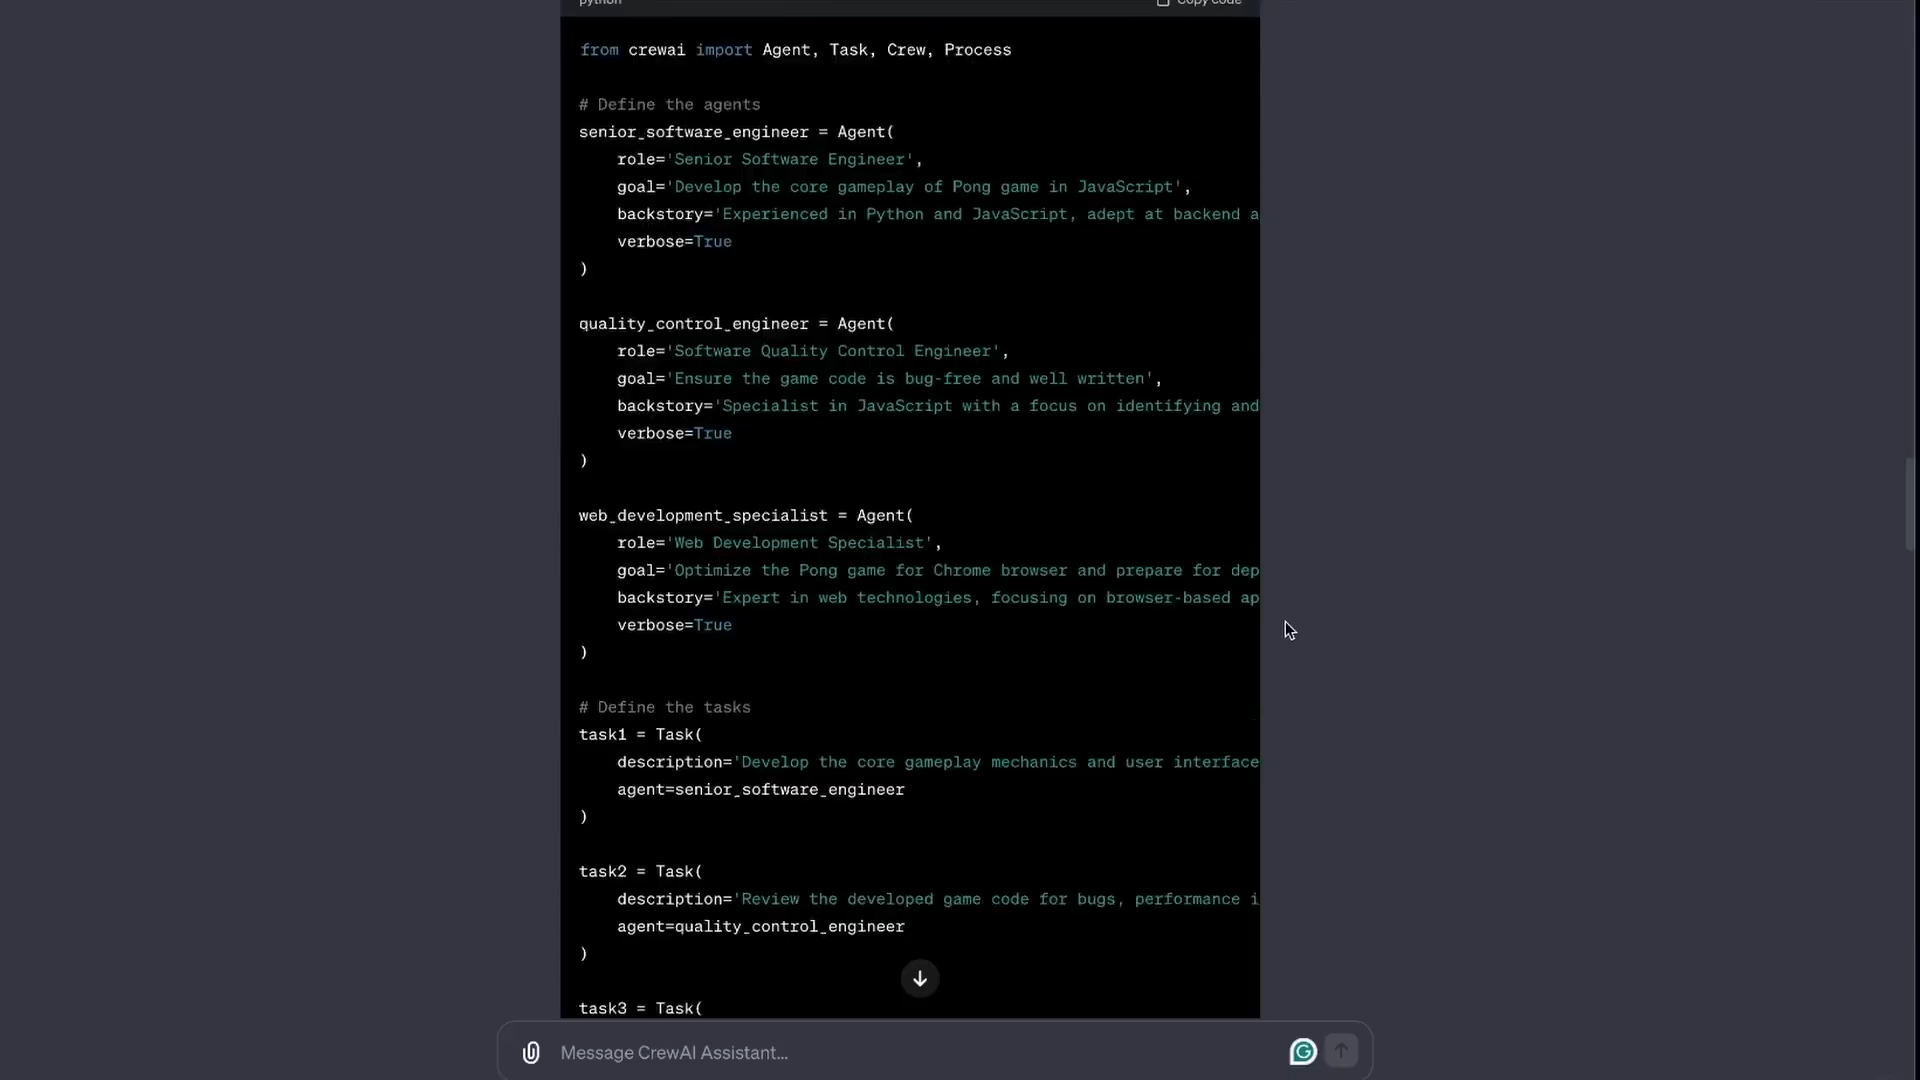 python Copy code
from crewai import Agent, Task, Crew, Process
# Define the agents
senior_software_engineer = Agent(
    role='Senior Software Engineer',
    goal='Develop the core gameplay of Pong game in JavaScript',
    backstory='Experienced in Python and JavaScript, adept at backend a
    verbose=True
)
quality_control_engineer = Agent(
    role='Software Quality Control Engineer',
    goal='Ensure the game code is bug-free and well written',
    backstory='Specialist in JavaScript with a focus on identifying and
    verbose=True
)
web_development_specialist = Agent(
    role='Web Development Specialist',
    goal='Optimize the Pong game for Chrome browser and prepare for dep
    backstory='Expert in web technologies, focusing on browser-based ap
    verbose=True
)
# Define the tasks
task1 = Task(
    description='Develop the core gameplay mechanics and user interface
    agent=senior_software_engineer
)
task2 = Task(
    description='Review the developed game code for bugs, performance i
    agent=quality_control_engineer
)
task3 = Task(
Message CrewAI Assistant...